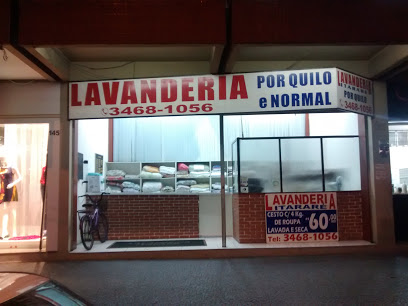 LAVANDERIA
POR QUILO
e NORMAL
3468-1056
LAVANDERIA
ITARARÉ
POR QUILO
3468-1056
145
LAVANDERIA
ITARARÉ
CESTO C/ 4 Kg.
DE ROUPA
LAVADA E SECA
R$ 60,00
Tel: 3468-1056